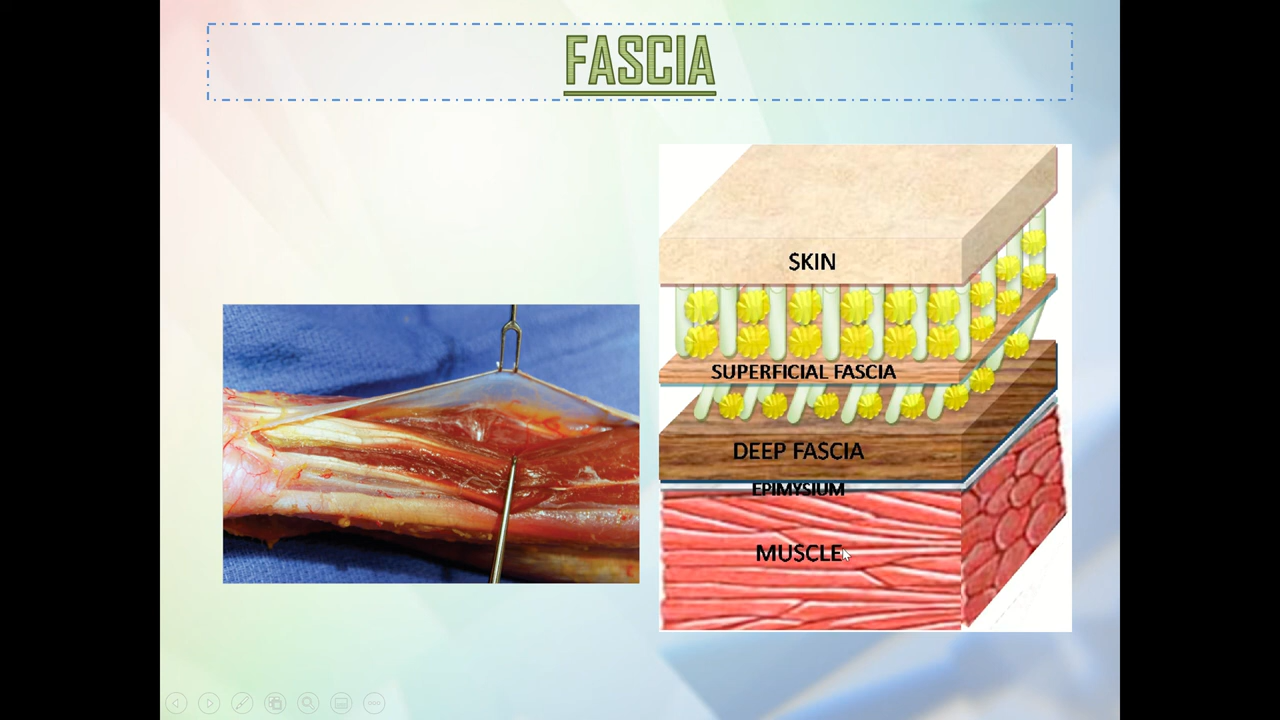 FASCIA
SKIN
SUPERFICIAL FASCIA
DEEP FASCIA
EPIMYSIUM
MUSCLE